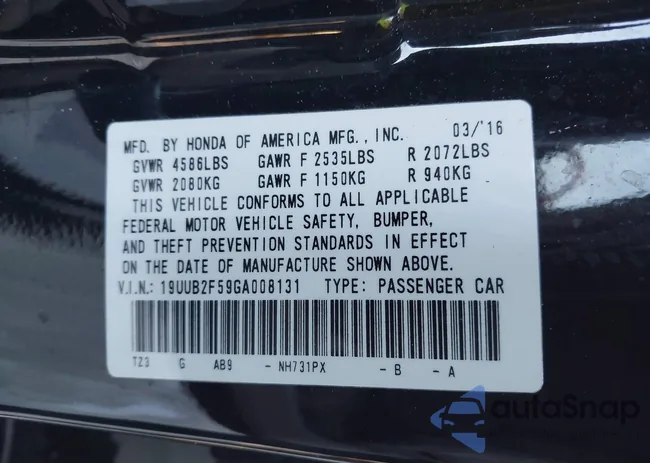 MFD. BY HONDA OF AMERICA MFG., INC. 03/'16
GVWR 4586LBS GAWR F 2535LBS R 2072LBS
GVWR 2080KG GAWR F 1150KG R 940KG
THIS VEHICLE CONFORMS TO ALL APPLICABLE
FEDERAL MOTOR VEHICLE SAFETY, BUMPER,
AND THEFT PREVENTION STANDARDS IN EFFECT
ON THE DATE OF MANUFACTURE SHOWN ABOVE.
V.I.N.: 19UUB2F59GA008131 TYPE: PASSENGER CAR
TZ3 G AB9 - NH731PX - B - A
autoSnap